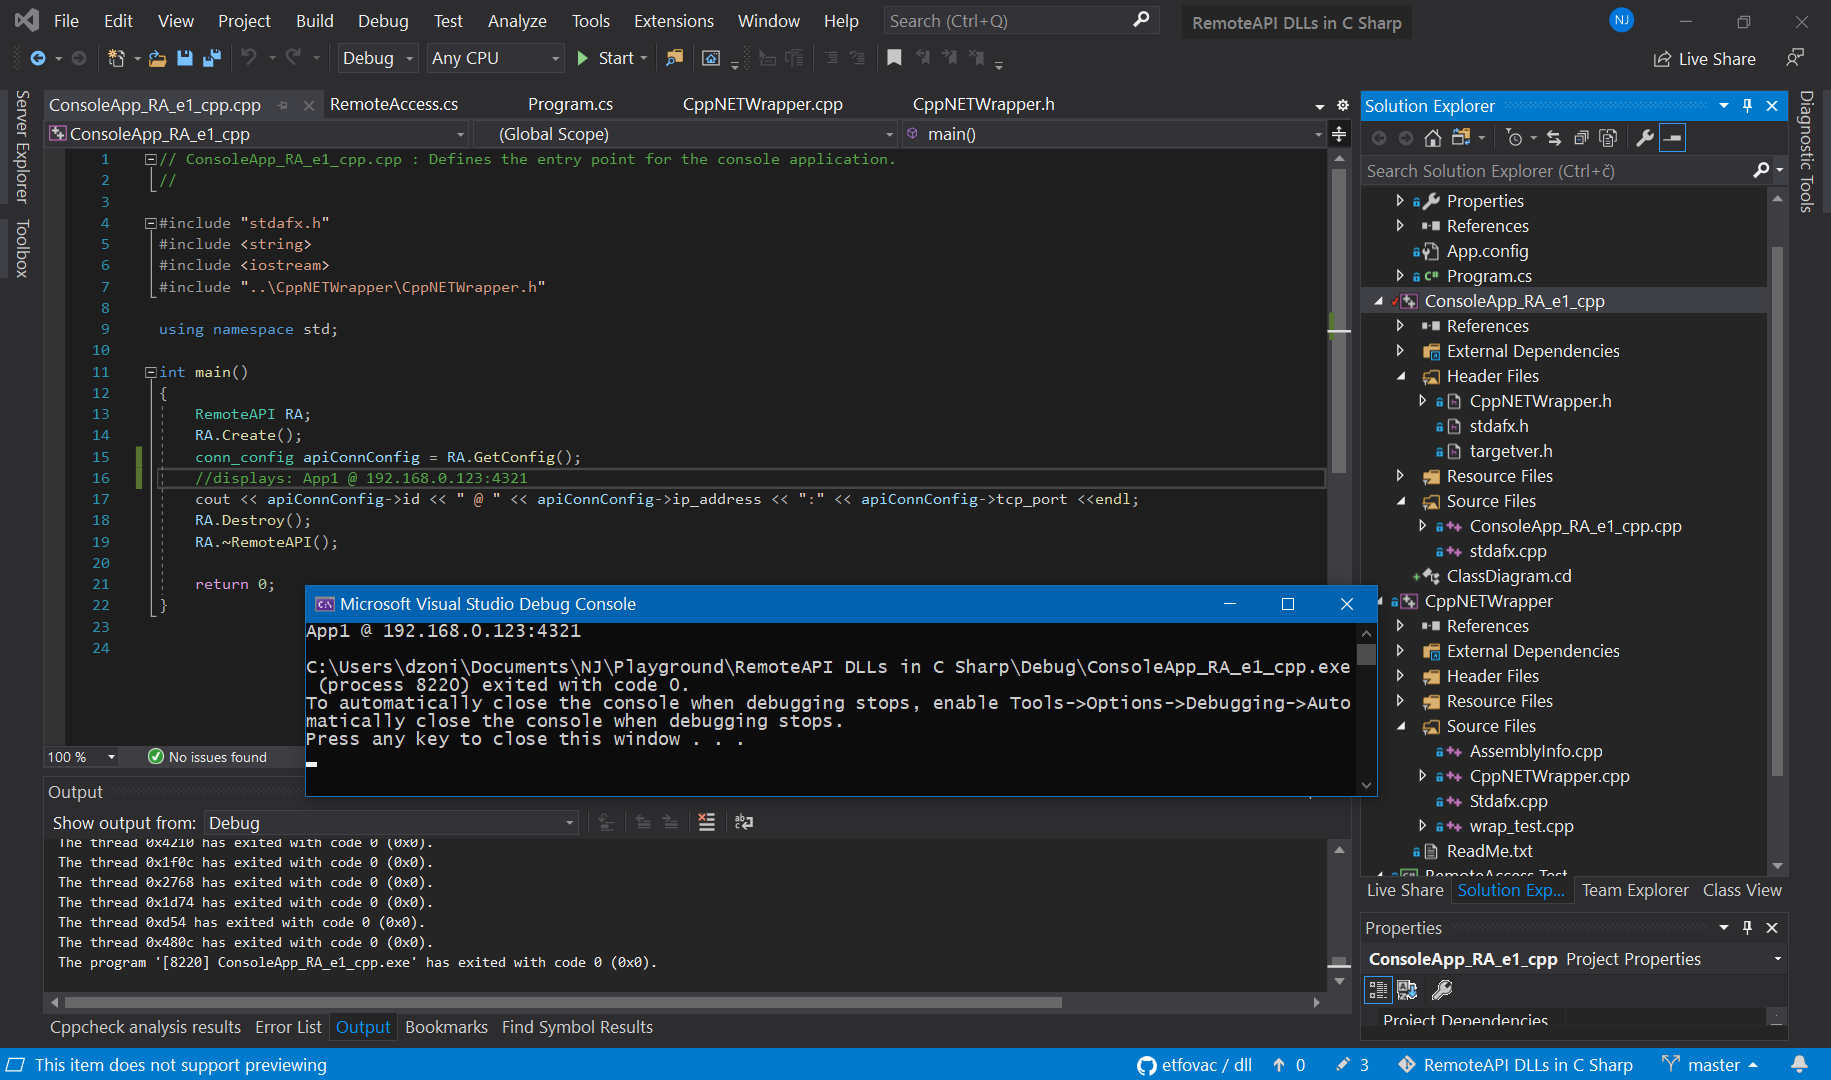 File Edit View Project Build Debug Test Analyze Tools Extensions Window Help Search (Ctrl+Q) RemoteAPI DLLs in C Sharp NJ
Debug Any CPU Start Live Share
Server Explorer
Toolbox
ConsoleApp_RA_e1_cpp.cpp RemoteAccess.cs Program.cs CppNETWrapper.cpp CppNETWrapper.h
ConsoleApp_RA_e1_cpp (Global Scope) main()
1 // ConsoleApp_RA_e1_cpp.cpp : Defines the entry point for the console application.
2 //
3
4 #include "stdafx.h"
5 #include <string>
6 #include <iostream>
7 #include "..\CppNETWrapper\CppNETWrapper.h"
8
9 using namespace std;
10
11 int main()
12 {
13 RemoteAPI RA;
14 RA.Create();
15 conn_config apiConnConfig = RA.GetConfig();
16 //displays: App1 @ 192.168.0.123:4321
17 cout << apiConnConfig->id << " @ " << apiConnConfig->ip_address << ":" << apiConnConfig->tcp_port <<endl;
18 RA.Destroy();
19 RA.~RemoteAPI();
20
21 return 0;
22 }
23
24
Microsoft Visual Studio Debug Console
App1 @ 192.168.0.123:4321
C:\Users\dzoni\Documents\NJ\Playground\RemoteAPI DLLs in C Sharp\Debug\ConsoleApp_RA_e1_cpp.exe
(process 8220) exited with code 0.
To automatically close the console when debugging stops, enable Tools->Options->Debugging->Auto
matically close the console when debugging stops.
Press any key to close this window . . .
100 % No issues found
Output
Show output from: Debug
The thread 0x4210 has exited with code 0 (0x0).
The thread 0x1f0c has exited with code 0 (0x0).
The thread 0x2768 has exited with code 0 (0x0).
The thread 0x1d74 has exited with code 0 (0x0).
The thread 0xd54 has exited with code 0 (0x0).
The thread 0x480c has exited with code 0 (0x0).
The program '[8220] ConsoleApp_RA_e1_cpp.exe' has exited with code 0 (0x0).
Cppcheck analysis results Error List Output Bookmarks Find Symbol Results
Solution Explorer
Search Solution Explorer (Ctrl+č)
Properties
References
App.config
C# Program.cs
ConsoleApp_RA_e1_cpp
References
External Dependencies
Header Files
CppNETWrapper.h
stdafx.h
targetver.h
Resource Files
Source Files
ConsoleApp_RA_e1_cpp.cpp
stdafx.cpp
ClassDiagram.cd
CppNETWrapper
References
External Dependencies
Header Files
Resource Files
Source Files
AssemblyInfo.cpp
CppNETWrapper.cpp
Stdafx.cpp
wrap_test.cpp
ReadMe.txt
RemoteAccess Test
Live Share Solution Exp... Team Explorer Class View
Properties
ConsoleApp_RA_e1_cpp Project Properties
Project Dependencies
Diagnostic Tools
This item does not support previewing etfovac / dll 0 3 RemoteAPI DLLs in C Sharp master